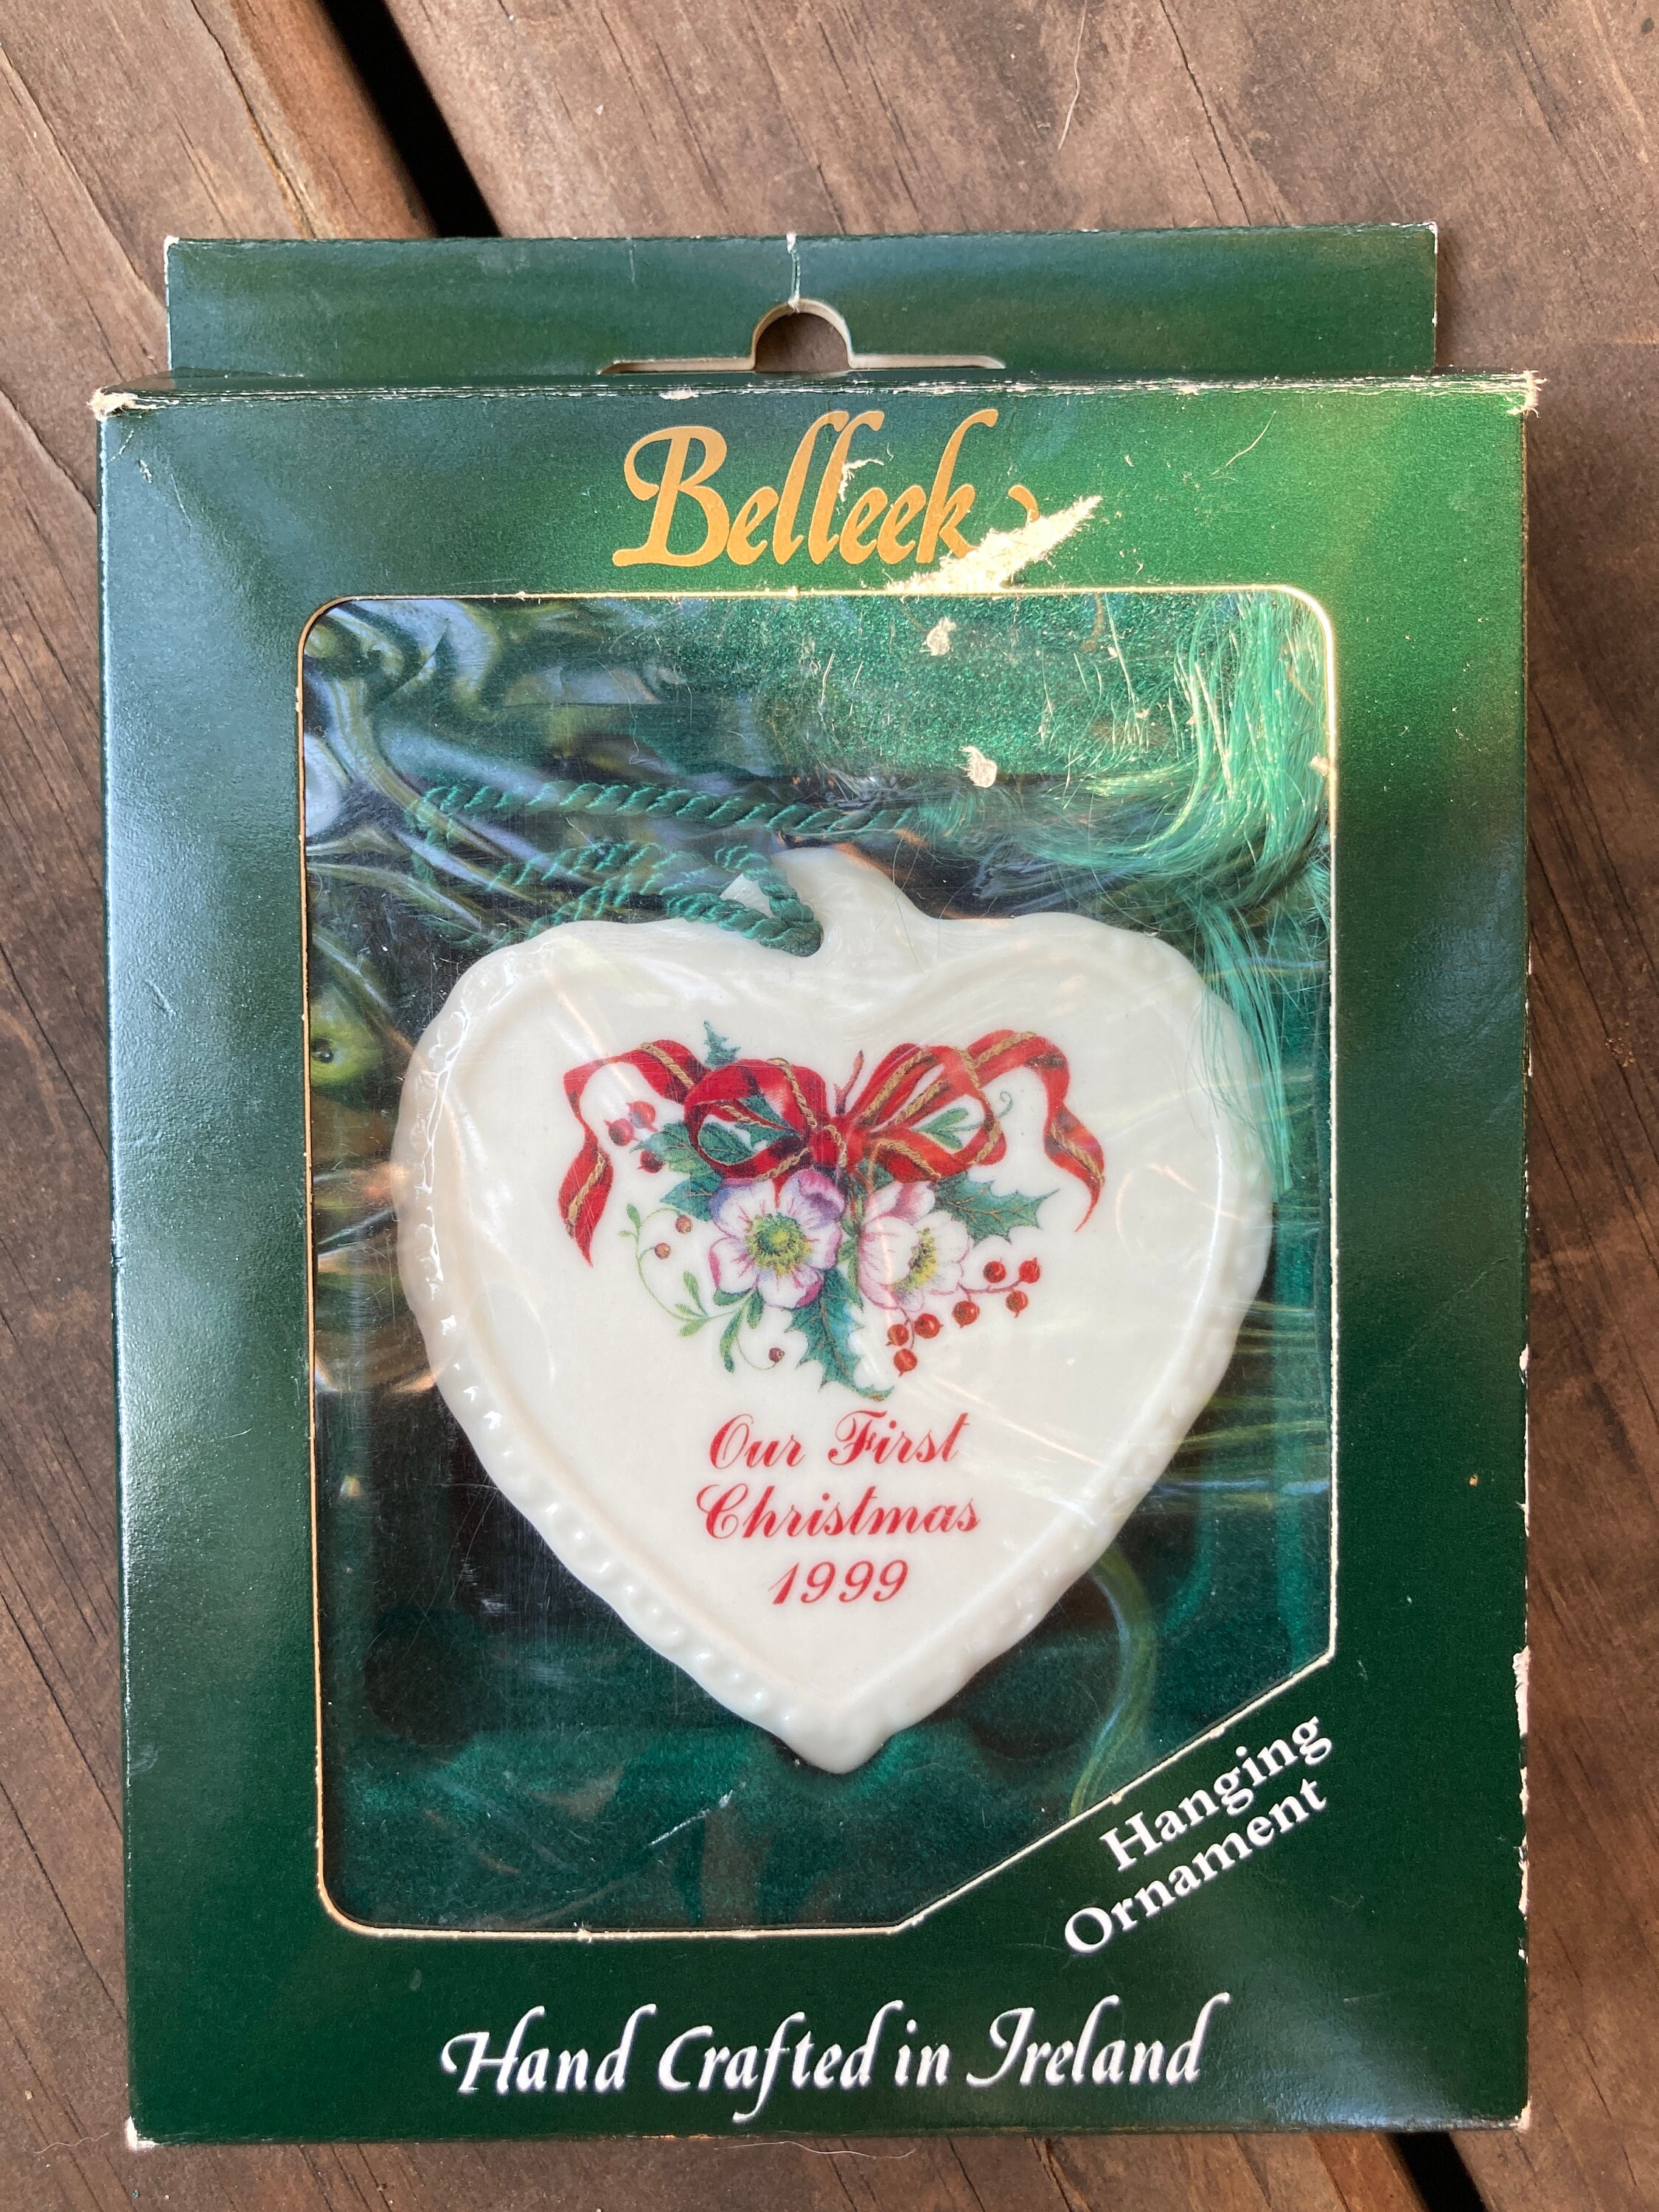 Belleek
Our First
Christmas
1999
Hanging
Ornament
Hand Crafted in Ireland